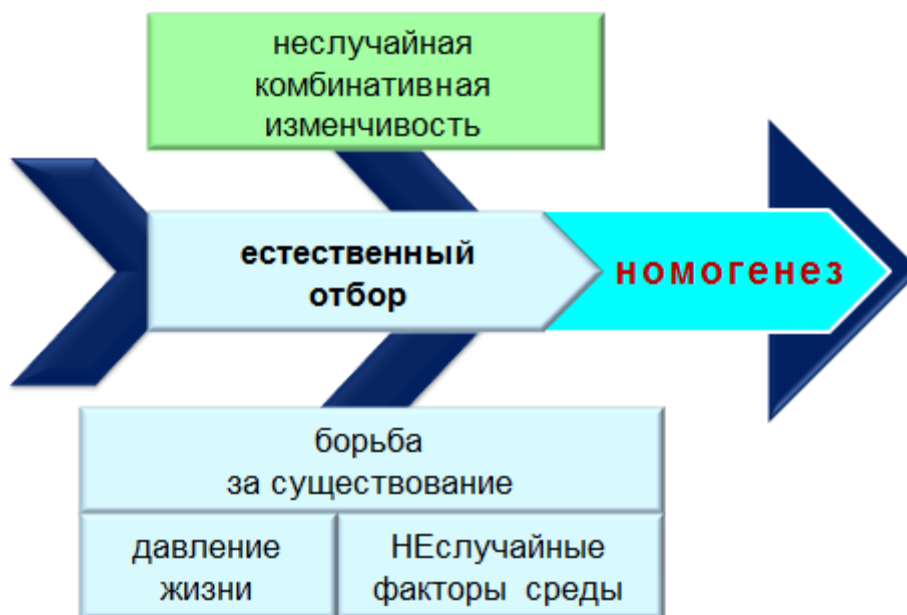 неслучайная
комбинативная
изменчивость
естественный
отбор
номогенез
борьба
за существование
давление
жизни
НЕслучайные
факторы среды